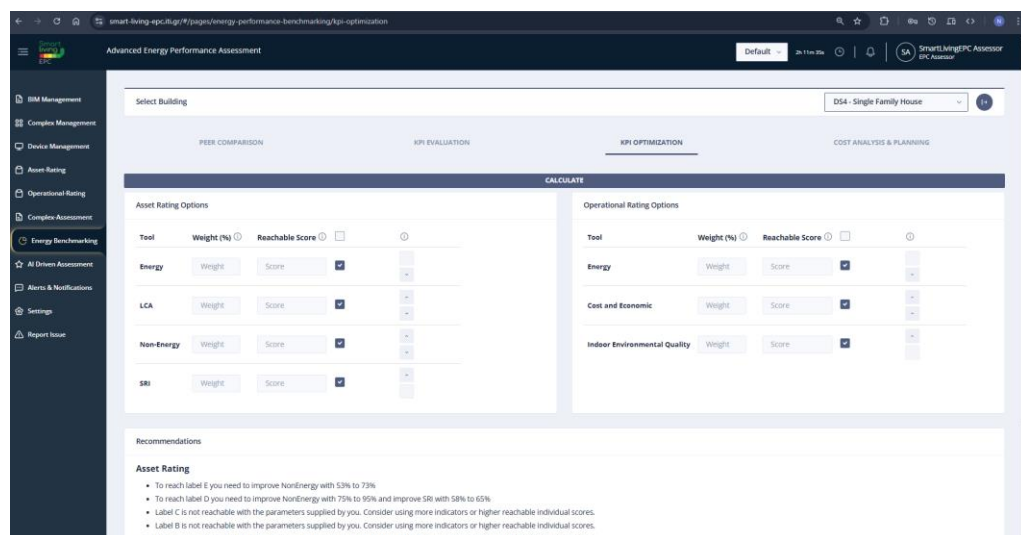 smart-living-epc.iti.gr/#/pages/energy-performance-benchmarking/kpi-optimization
Smart
living
EPC
Advanced Energy Performance Assessment
Default
2h 11m 35s
SA
SmartLivingEPC Assessor
EPC Assessor
BIM Management
Complex Management
Device Management
Asset-Rating
Operational-Rating
Complex-Assessment
Energy Benchmarking
AI Driven Assessment
Alerts & Notifications
Settings
Report Issue
Select Building
DS4 - Single Family House
PEER COMPARISON KPI EVALUATION KPI OPTIMIZATION COST ANALYSIS & PLANNING
CALCULATE
Asset Rating Options
Tool Weight (%) Reachable Score
Energy Weight Score
LCA Weight Score
Non-Energy Weight Score
SRI Weight Score
Operational Rating Options
Tool Weight (%) Reachable Score
Energy Weight Score
Cost and Economic Weight Score
Indoor Environmental Quality Weight Score
Recommendations
Asset Rating
• To reach label E you need to improve NonEnergy with 53% to 73%
• To reach label D you need to improve NonEnergy with 75% to 95% and improve SRI with 58% to 65%
• Label C is not reachable with the parameters supplied by you. Consider using more indicators or higher reachable individual scores.
• Label B is not reachable with the parameters supplied by you. Consider using more indicators or higher reachable individual scores.